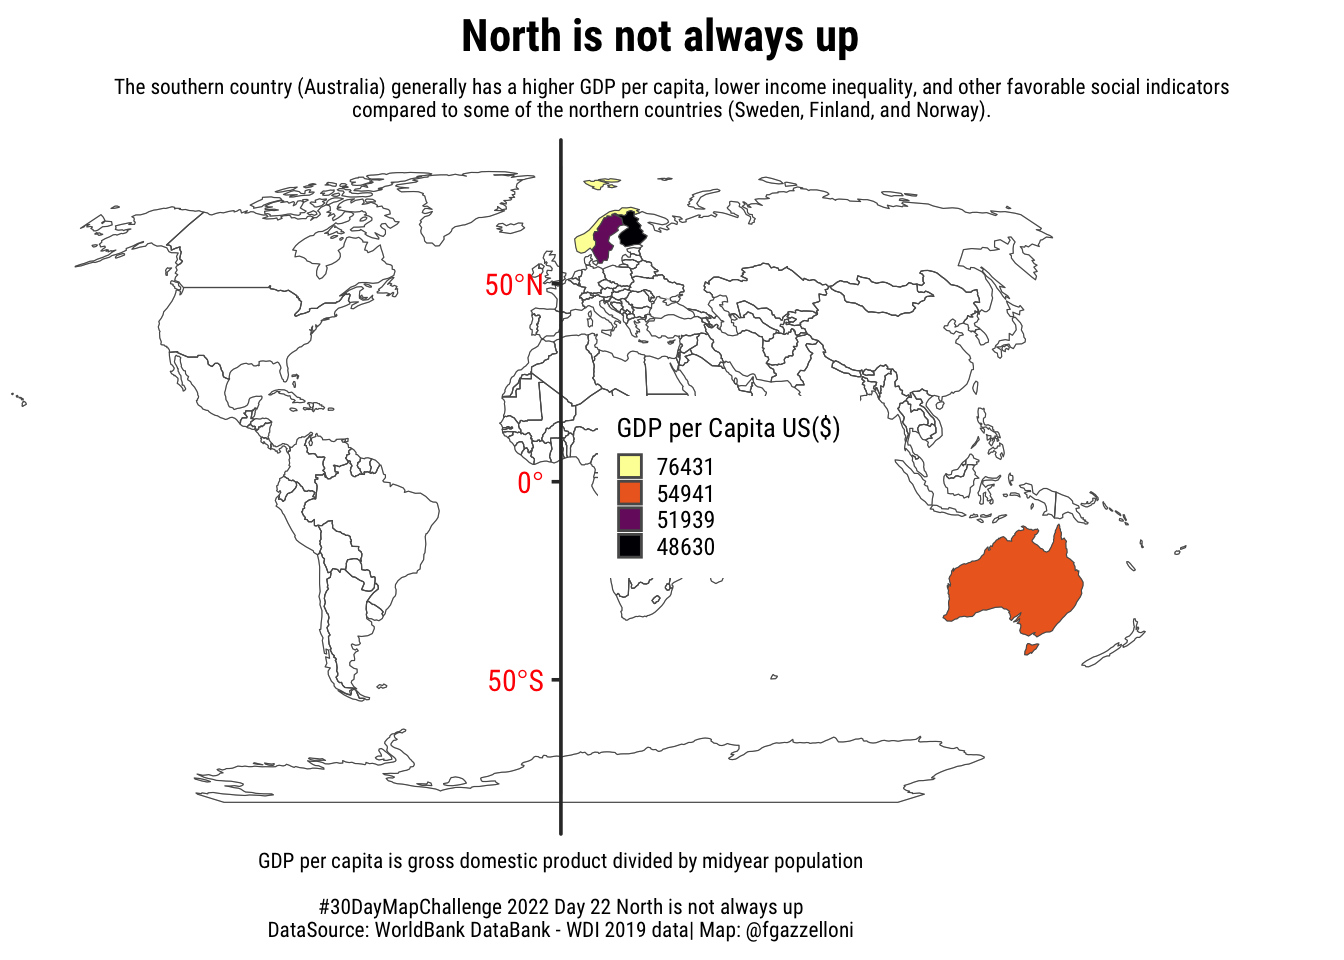 North is not always up
The southern country (Australia) generally has a higher GDP per capita, lower income inequality, and other favorable social indicators
compared to some of the northern countries (Sweden, Finland, and Norway).
50°N
GDP per Capita US($)
76431
0°
54941
51939
48630
50°S
GDP per capita is gross domestic product divided by midyear population
#30DayMapChallenge 2022 Day 22 North is not always up
DataSource: WorldBank DataBank - WDI 2019 data| Map: @fgazzelloni